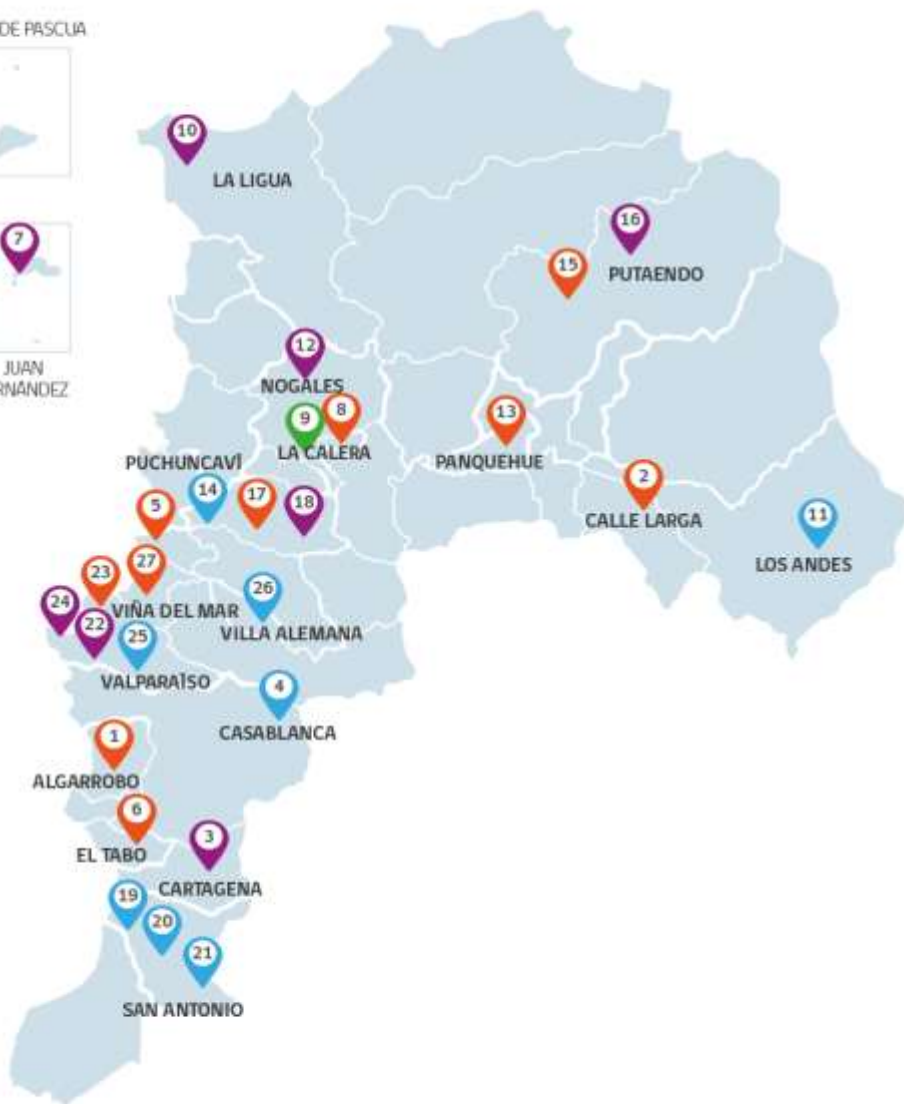 DE PASCUA
10
LA LIGUA
16
7
15
PUTAENDO
JUAN
RNÁNDEZ
12
NOGALES
9
8
13
LA CALERA
PANQUEHUE
PUCHUNCAVÍ
2
14
17
18
5
11
CALLE LARGA
LOS ANDES
27
23
26
24
VIÑA DEL MAR
22
25
VILLA ALEMANA
VALPARAÍSO
4
CASABLANCA
1
ALGARROBO
6
3
EL TABO
CARTAGENA
19
20
21
SAN ANTONIO